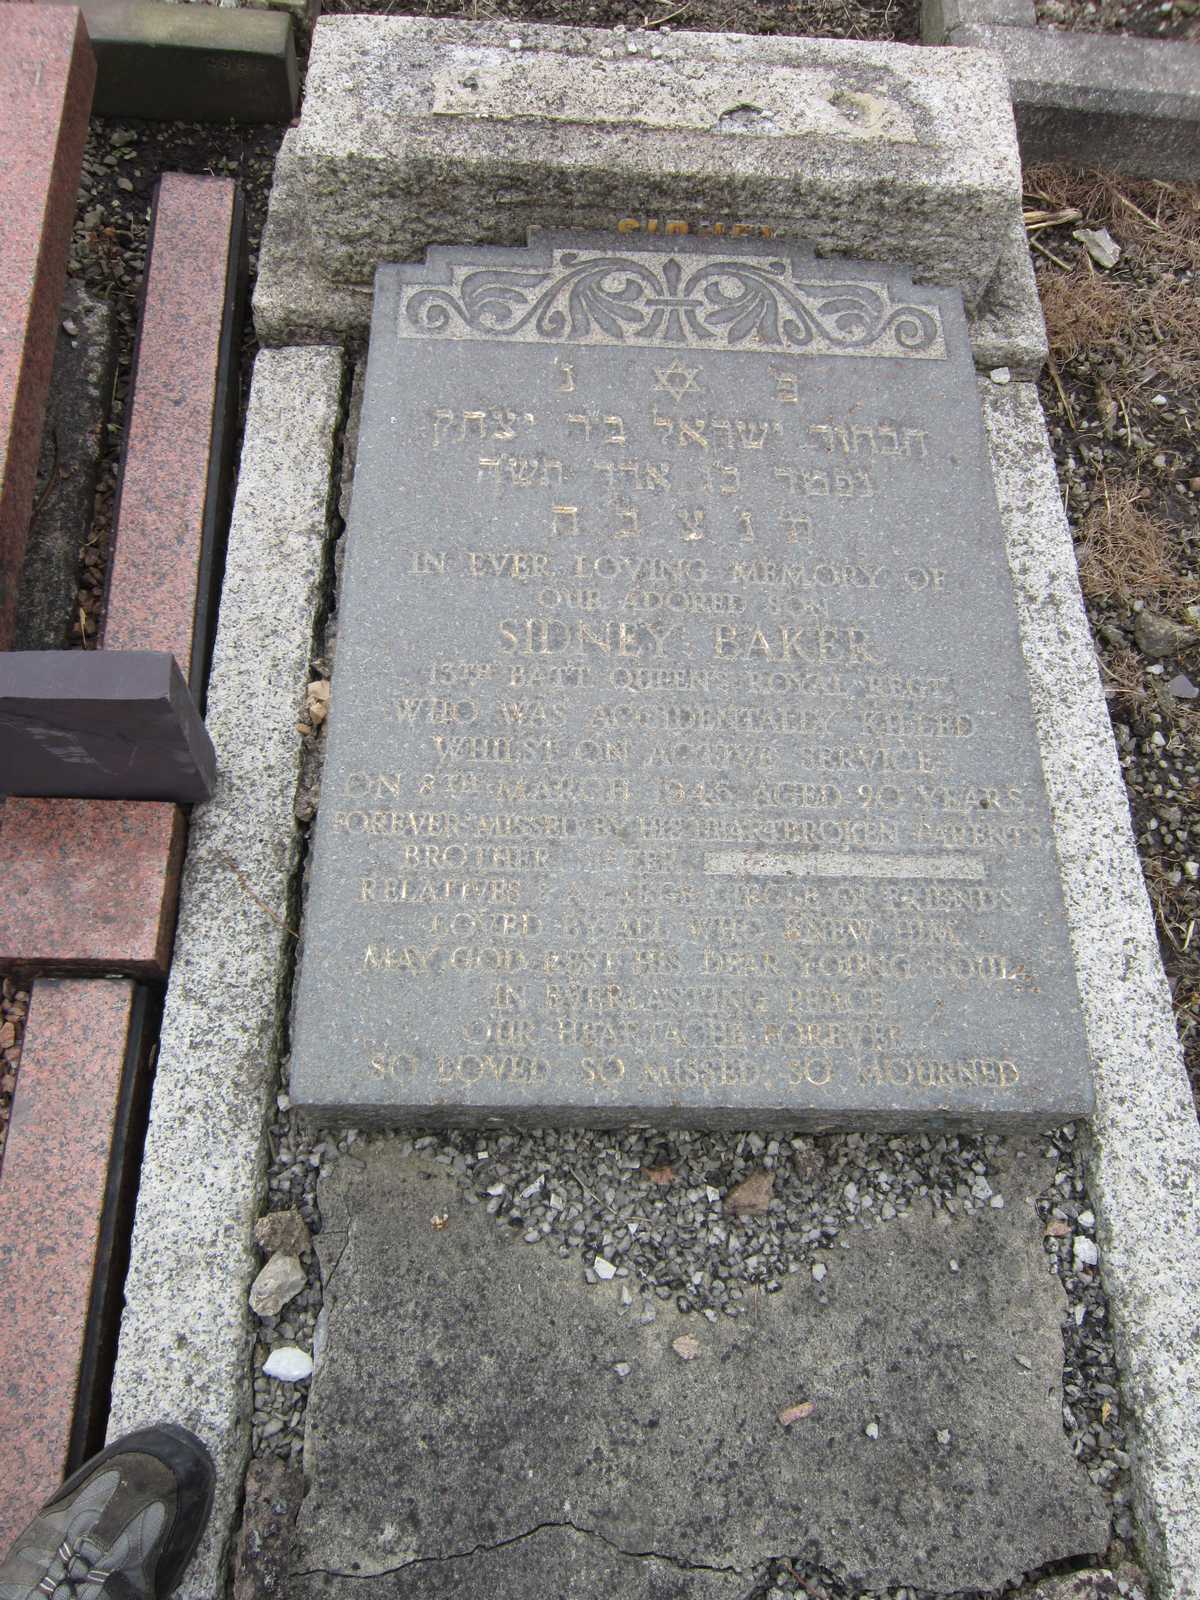 פ נ
הבחור ישראל ב״ר יצחק
נפטר כ״ג אדר תש״ה
ת נ צ ב ה
IN EVER LOVING MEMORY OF
OUR ADORED SON
SIDNEY BAKER
13TH BATT. QUEEN'S ROYAL REGT.
WHO WAS ACCIDENTALLY KILLED
WHILST ON ACTIVE SERVICE
ON 8TH MARCH 1945 AGED 20 YEARS.
FOREVER MISSED BY HIS HEARTBROKEN PARENTS,
BROTHER, SISTER,
RELATIVES & A LARGE CIRCLE OF FRIENDS.
LOVED BY ALL WHO KNEW HIM.
MAY GOD REST HIS DEAR YOUNG SOUL
IN EVERLASTING PEACE.
OUR HEARTACHE FOREVER
SO LOVED, SO MISSED, SO MOURNED